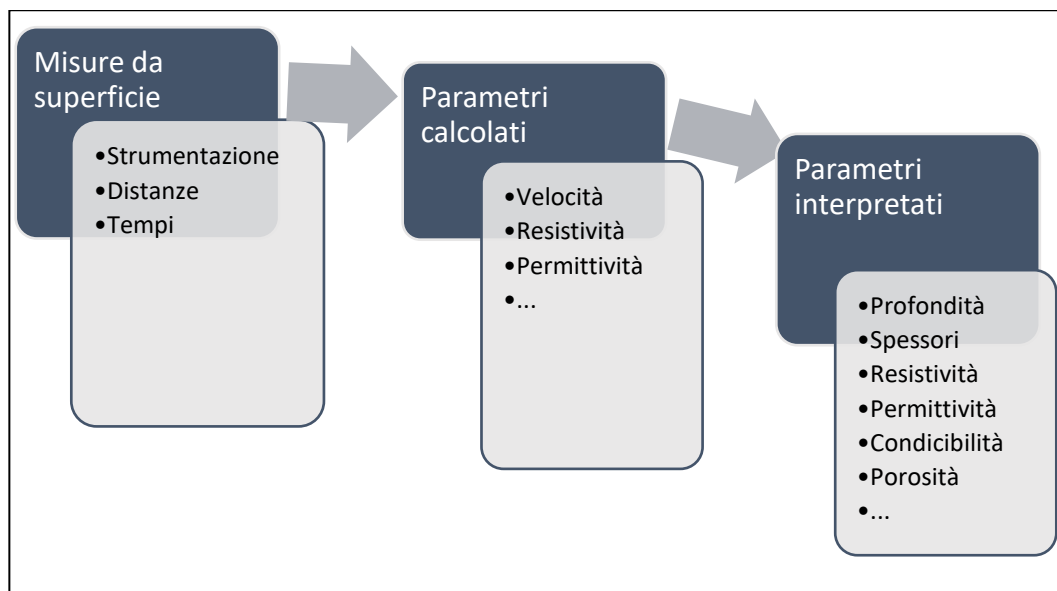 Misure da
superficie
•Strumentazione
•Distanze
•Tempi
Parametri
calcolati
•Velocità
•Resistività
•Permittività
•...
Parametri
interpretati
•Profondità
•Spessori
•Resistività
•Permittività
•Condicibilità
•Porosità
•...